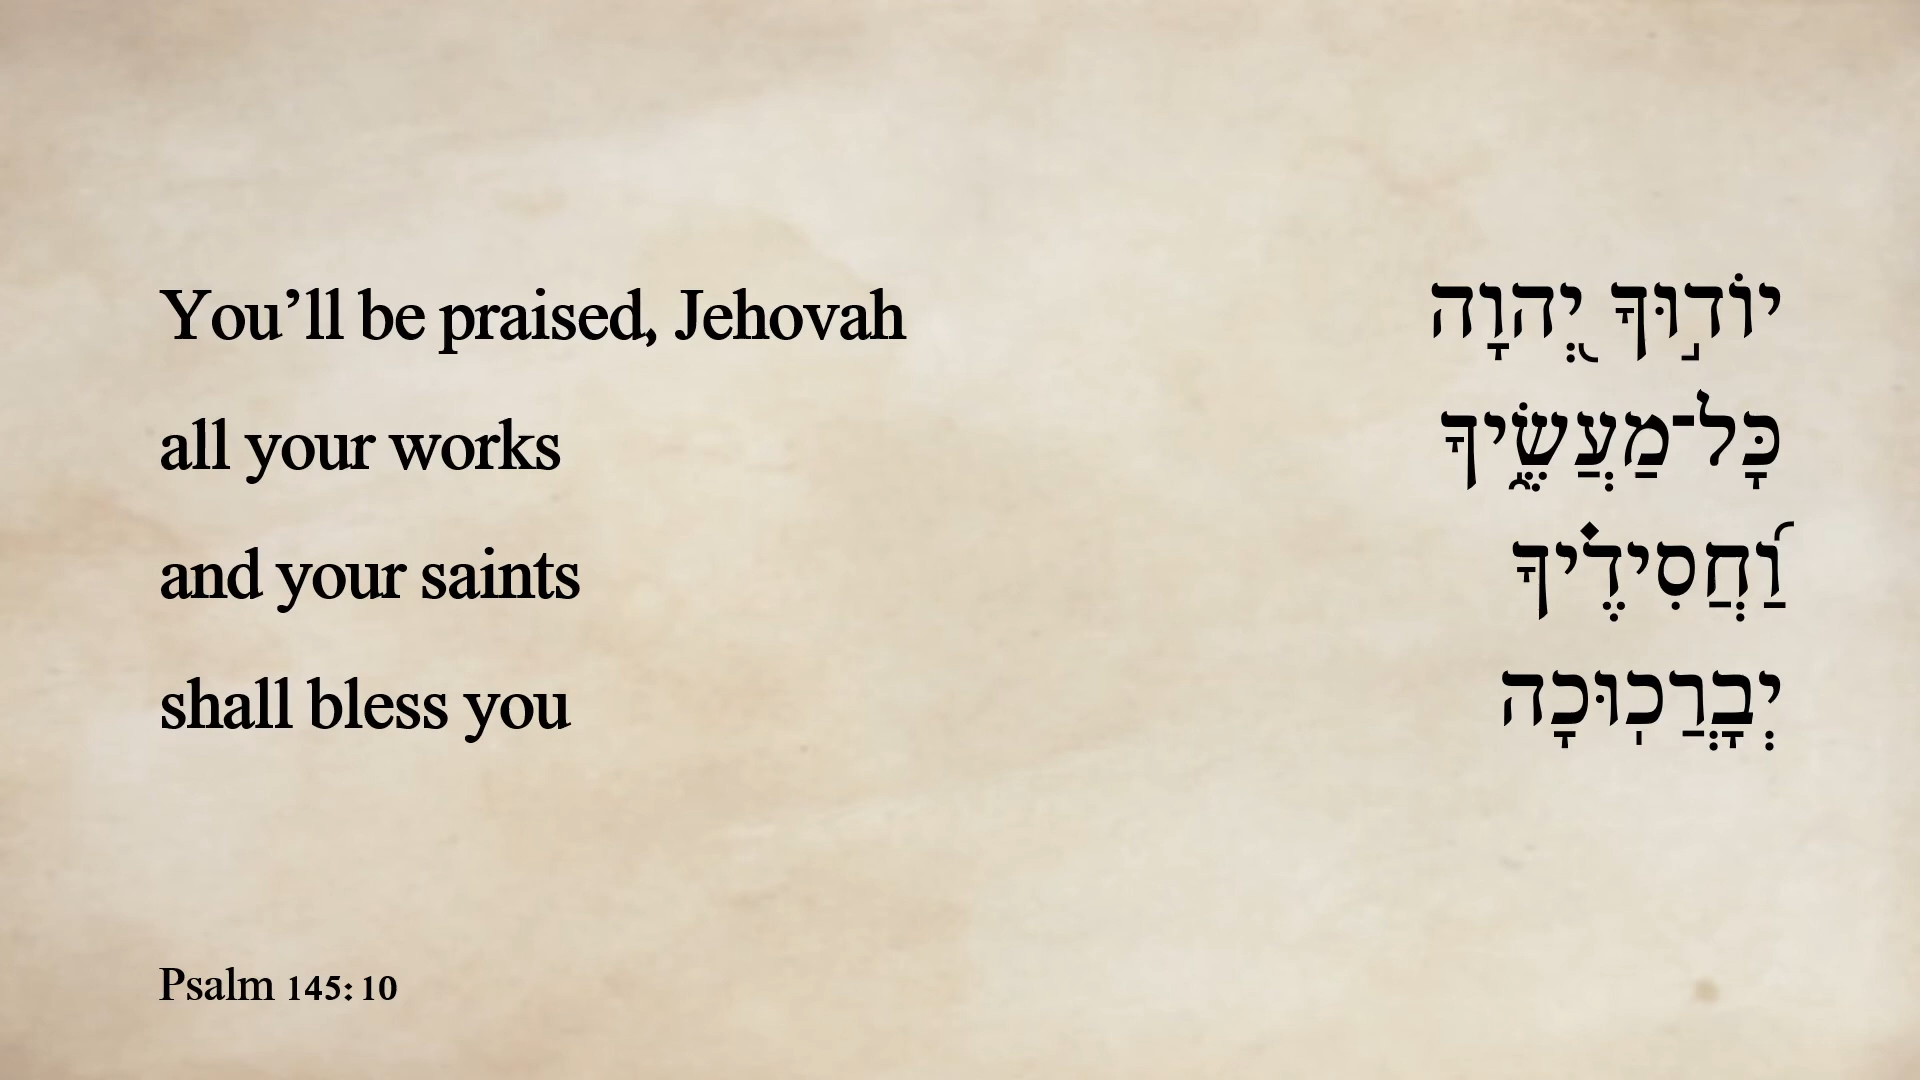 You’ll be praised, Jehovah
all your works
and your saints
shall bless you
יוֹד֣וּךָ יְ֭הוָה
כָּל־מַעֲשֶׂ֑יךָ
וַ֝חֲסִידֶ֗יךָ
יְבָרֲכֽוּכָה
Psalm 145:10